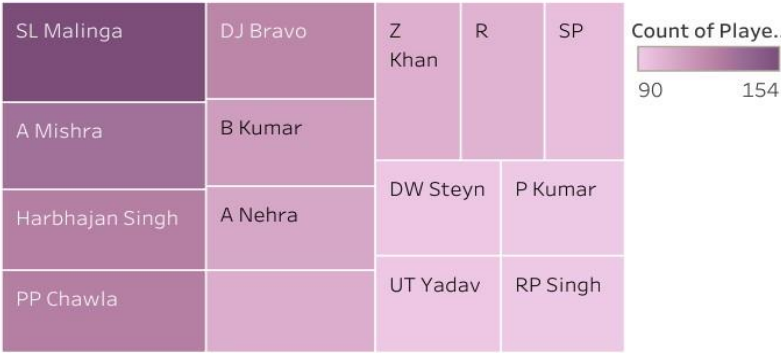 SL Malinga
A Mishra
Harbhajan Singh
PP Chawla
DJ Bravo
B Kumar
A Nehra
Z
Khan
R
SP
DW Steyn
P Kumar
UT Yadav
RP Singh
Count of Playe..
90 154